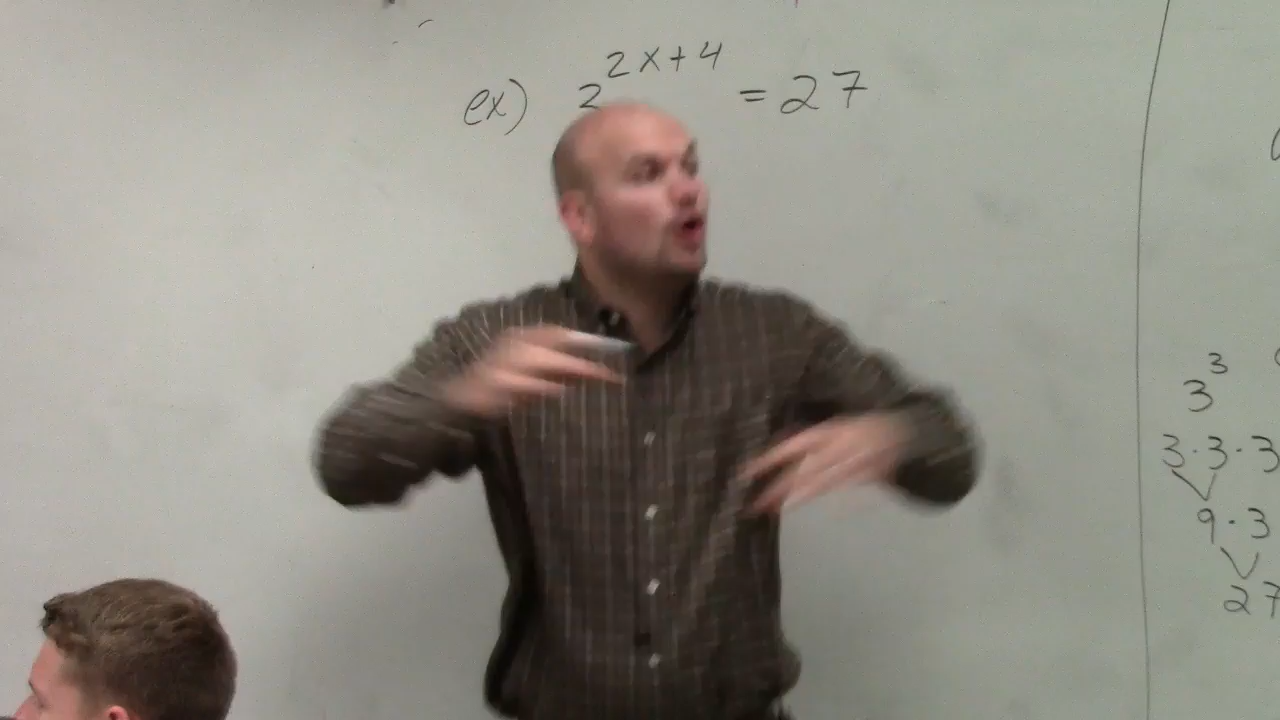 ex) 2^{2x+4} = 27
3^3
3·3·3
9·3
27